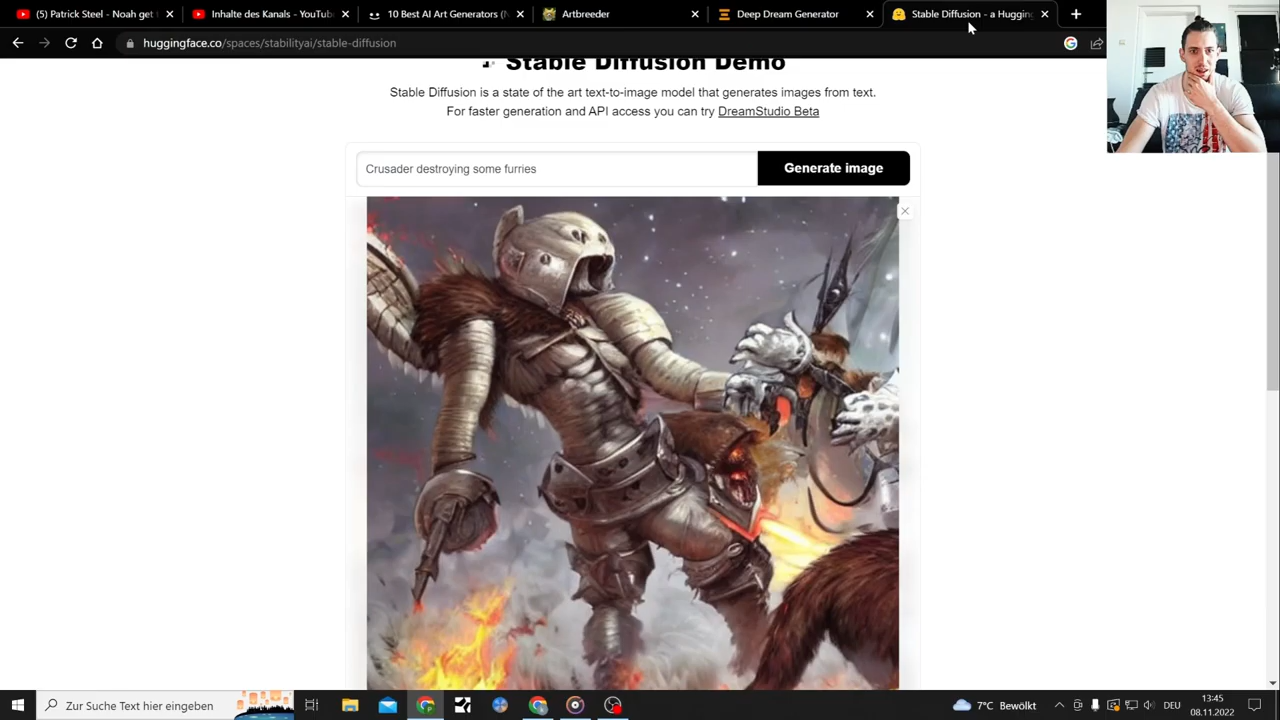 (5) Patrick Steel - Noah get t
Inhalte des Kanals - YouTub
10 Best AI Art Generators (N
Artbreeder
Deep Dream Generator
Stable Diffusion - a Hugging
huggingface.co/spaces/stabilityai/stable-diffusion
Stable Diffusion Demo
Stable Diffusion is a state of the art text-to-image model that generates images from text.
For faster generation and API access you can try DreamStudio Beta
Crusader destroying some furries
Generate image
Zur Suche Text hier eingeben
7°C Bewölkt
DEU
13:45
08.11.2022